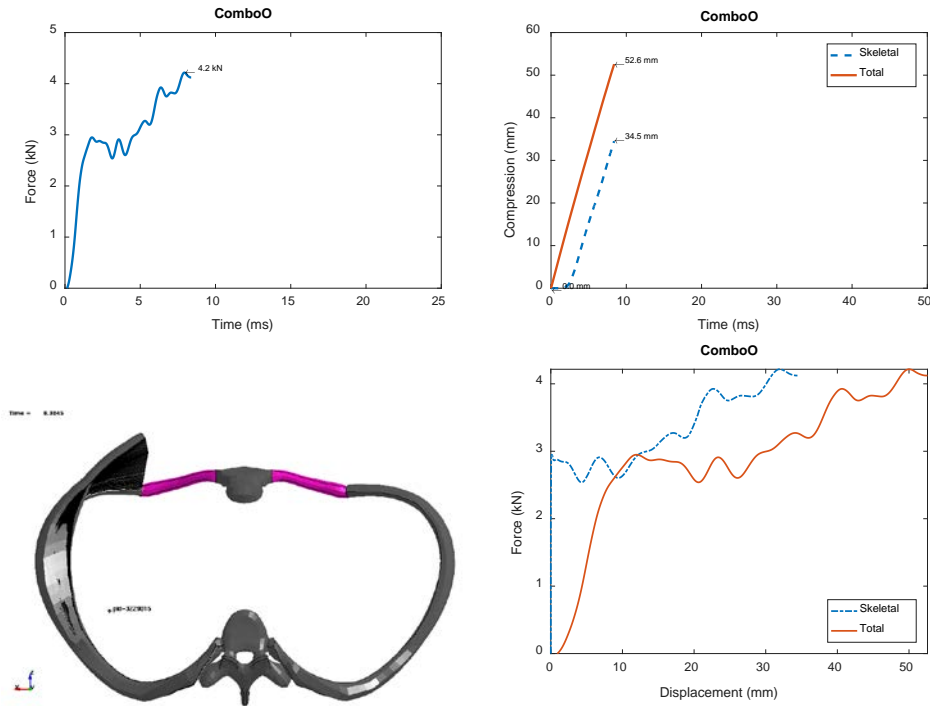 ComboO
5
4
3
2
1
0
Force (kN)
4.2 kN
0 5 10 15 20 25
Time (ms)
ComboO
60
50
40
30
20
10
0
Compression (mm)
Skeletal
Total
52.6 mm
34.5 mm
0.0 mm
0 10 20 30 40 50
Time (ms)
Time =
ComboO
4
3
2
1
0
Force (kN)
Skeletal
Total
0 10 20 30 40 50
Displacement (mm)